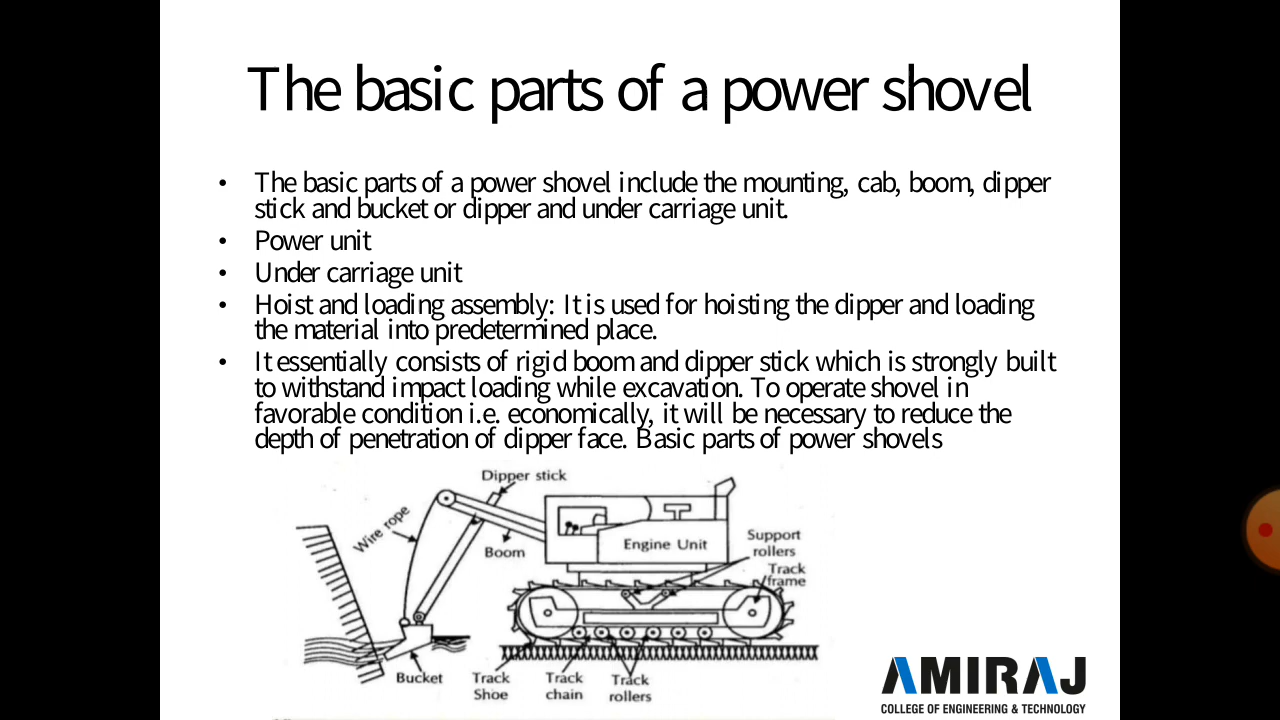 The basic parts of a power shovel
• The basic parts of a power shovel include the mounting, cab, boom, dipper
stick and bucket or dipper and under carriage unit.
• Power unit
• Under carriage unit
• Hoist and loading assembly: It is used for hoisting the dipper and loading
the material into predetermined place.
• It essentially consists of rigid boom and dipper stick which is strongly built
to withstand impact loading while excavation. To operate shovel in
favorable condition i.e. economically, it will be necessary to reduce the
depth of penetration of dipper face. Basic parts of power shovels
Dipper stick
Wire rope
Boom
Engine Unit
Support
rollers
Track
frame
Bucket
Track
Shoe
Track
chain
Track
rollers
AMIRAJ
COLLEGE OF ENGINEERING & TECHNOLOGY